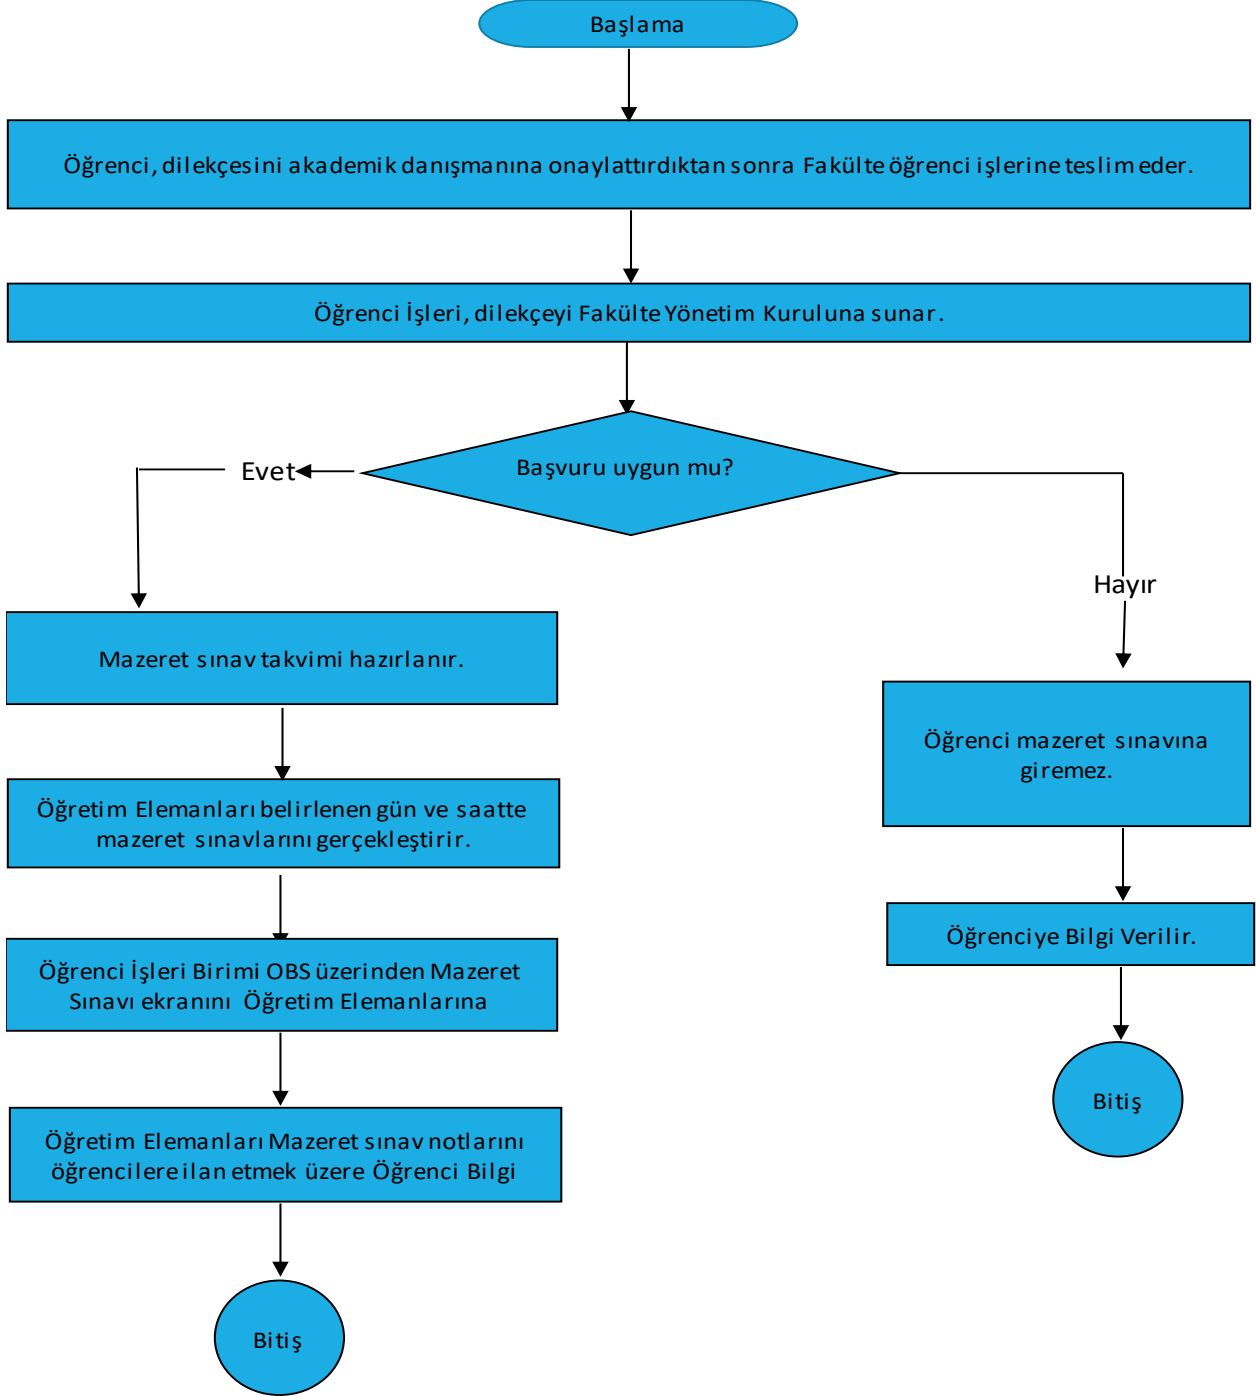 Başlama
Öğrenci, dilekçesini akademik danışmanına onaylattırdıktan sonra Fakülte öğrenci işlerine teslim eder.
Öğrenci İşleri, dilekçeyi Fakülte Yönetim Kuruluna sunar.
Başvuru uygun mu?
Evet
Hayır
Mazeret sınav takvimi hazırlanır.
Öğretim Elemanları belirlenen gün ve saatte
mazeret sınavlarını gerçekleştirir.
Öğrenci İşleri Birimi OBS üzerinden Mazeret
Sınavı ekranını Öğretim Elemanlarına
Öğretim Elemanları Mazeret sınav notlarını
öğrencilere ilan etmek üzere Öğrenci Bilgi
Bitiş
Öğrenci mazeret sınavına
giremez.
Öğrenciye Bilgi Verilir.
Bitiş